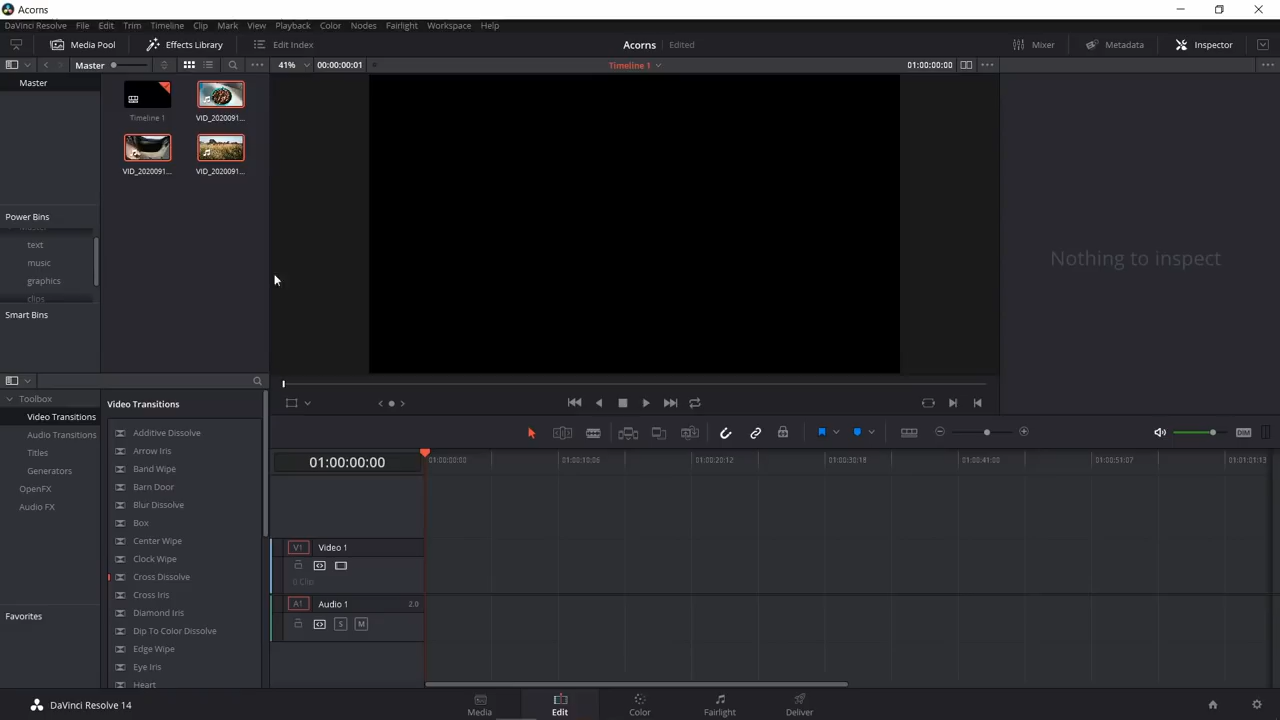 Acorns
DaVinci Resolve File Edit Trim Timeline Clip Mark View Playback Color Nodes Fairlight Workspace Help
Media Pool Effects Library Edit Index Acorns Edited Mixer Metadata Inspector
Master 41% 00:00:00:01 Timeline 1 01:00:00:00
Master
Timeline 1 VID_2020091...
VID_2020091... VID_2020091...
Power Bins
text
music
graphics
clips
Smart Bins
Nothing to inspect
Toolbox
Video Transitions
Audio Transitions
Titles
Generators
OpenFX
Audio FX
Favorites
Video Transitions
Additive Dissolve
Arrow Iris
Band Wipe
Barn Door
Blur Dissolve
Box
Center Wipe
Clock Wipe
Cross Dissolve
Cross Iris
Diamond Iris
Dip To Color Dissolve
Edge Wipe
Eye Iris
Heart
DIM
01:00:00:00 01:00:00:00 01:00:10:06 01:00:20:12 01:00:30:18 01:00:41:00 01:00:51:07 01:01:01:13
V1 Video 1
0 Clip
A1 Audio 1 2.0
S M
DaVinci Resolve 14 Media Edit Color Fairlight Deliver